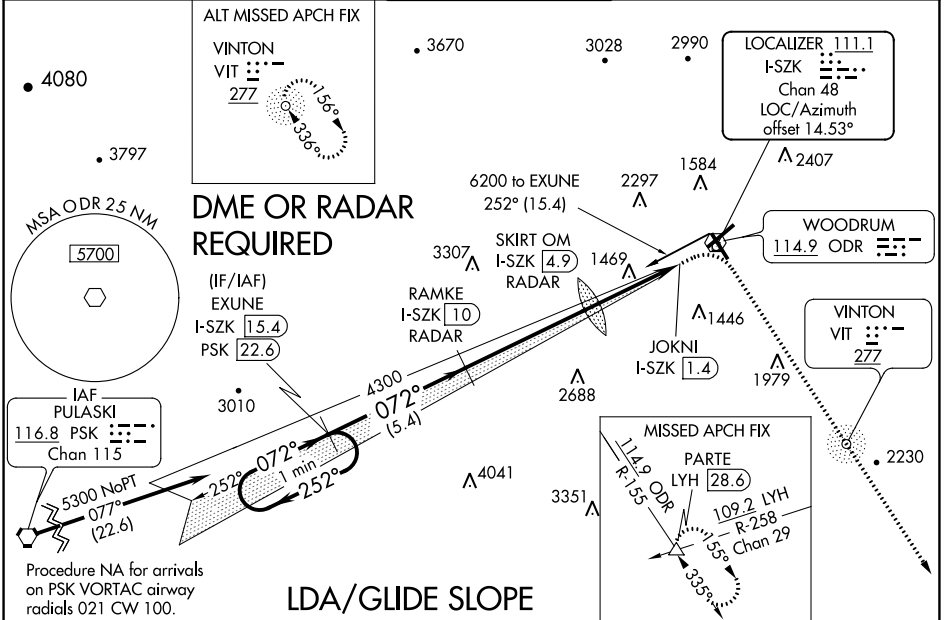 ALT MISSED APCH FIX
VINTON
VIT
277
156°
336°
4080
3797
3670
3028
2990
LOCALIZER 111.1
I-SZK
Chan 48
LOC/Azimuth
offset 14.53°
2407
1584
2297
6200 to EXUNE
252° (15.4)
MSA ODR 25 NM
5700
DME OR RADAR
REQUIRED
WOODRUM
114.9 ODR
SKIRT OM
I-SZK 4.9
RADAR
3307
1469
(IF/IAF)
EXUNE
I-SZK 15.4
PSK 22.6
RAMKE
I-SZK 10
RADAR
1446
VINTON
VIT
277
JOKNI
I-SZK 1.4
1979
4300
072°
(5.4)
2688
3010
IAF
PULASKI
116.8 PSK
Chan 115
072°
1 min
252°
252°
5300 NoPT
077°
(22.6)
4041
3351
2230
MISSED APCH FIX
PARTE
LYH 28.6
114.9 ODR
R-155
109.2 LYH
R-258
Chan 29
155°
335°
Procedure NA for arrivals
on PSK VORTAC airway
radials 021 CW 100.
LDA/GLIDE SLOPE